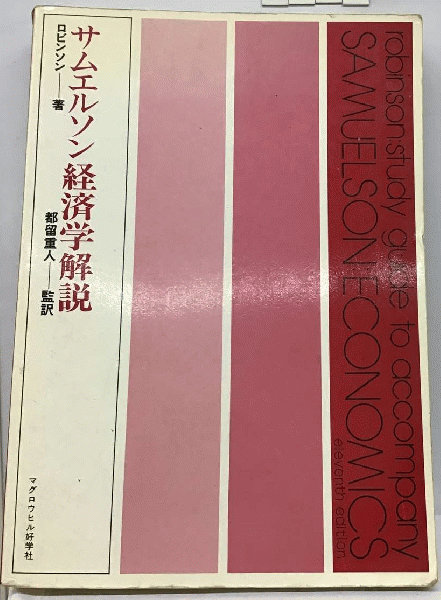 サムエルソン経済学解説
ロビンソン——著
都留重人——監訳
マグロウヒル好学社
robinson:study guide to accompany
SAMUELSON:ECONOMICS
eleventh edition